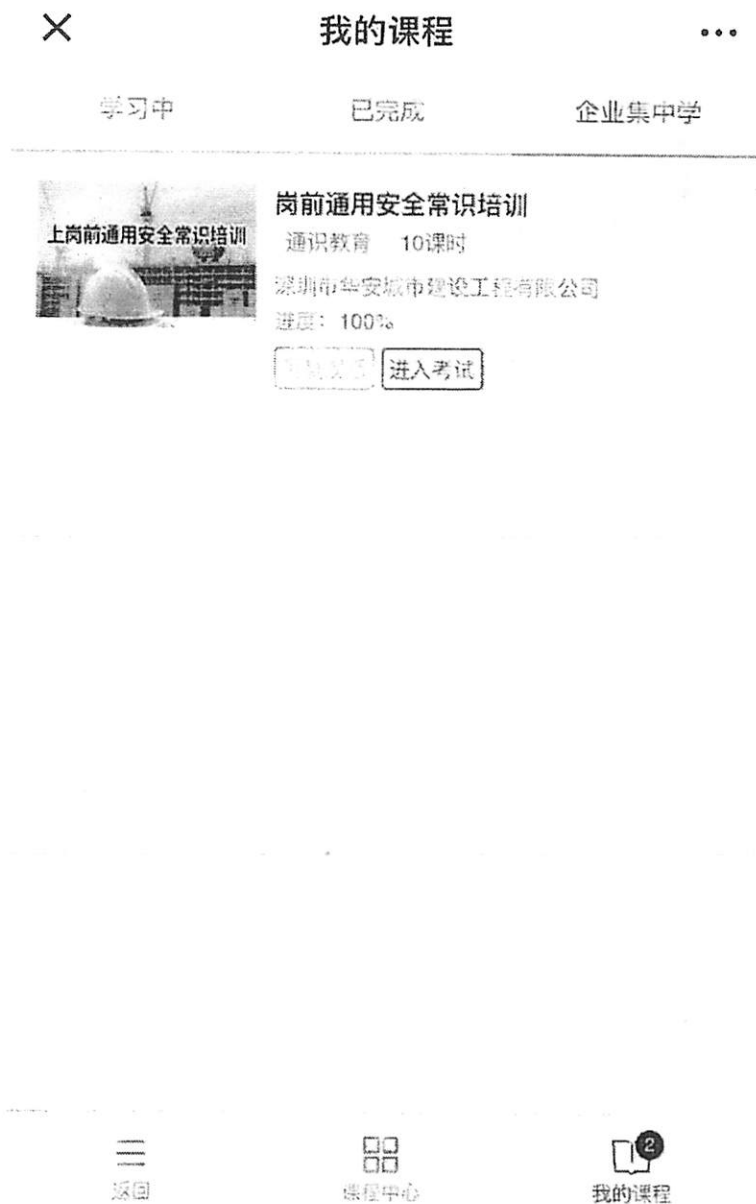 我的课程
学习中 已完成 企业集中学
上岗前通用安全常识培训
岗前通用安全常识培训
通识教育 10课时
深圳市华安城市建设工程有限公司
进度：100%
进入考试
2
返回 课程中心 我的课程